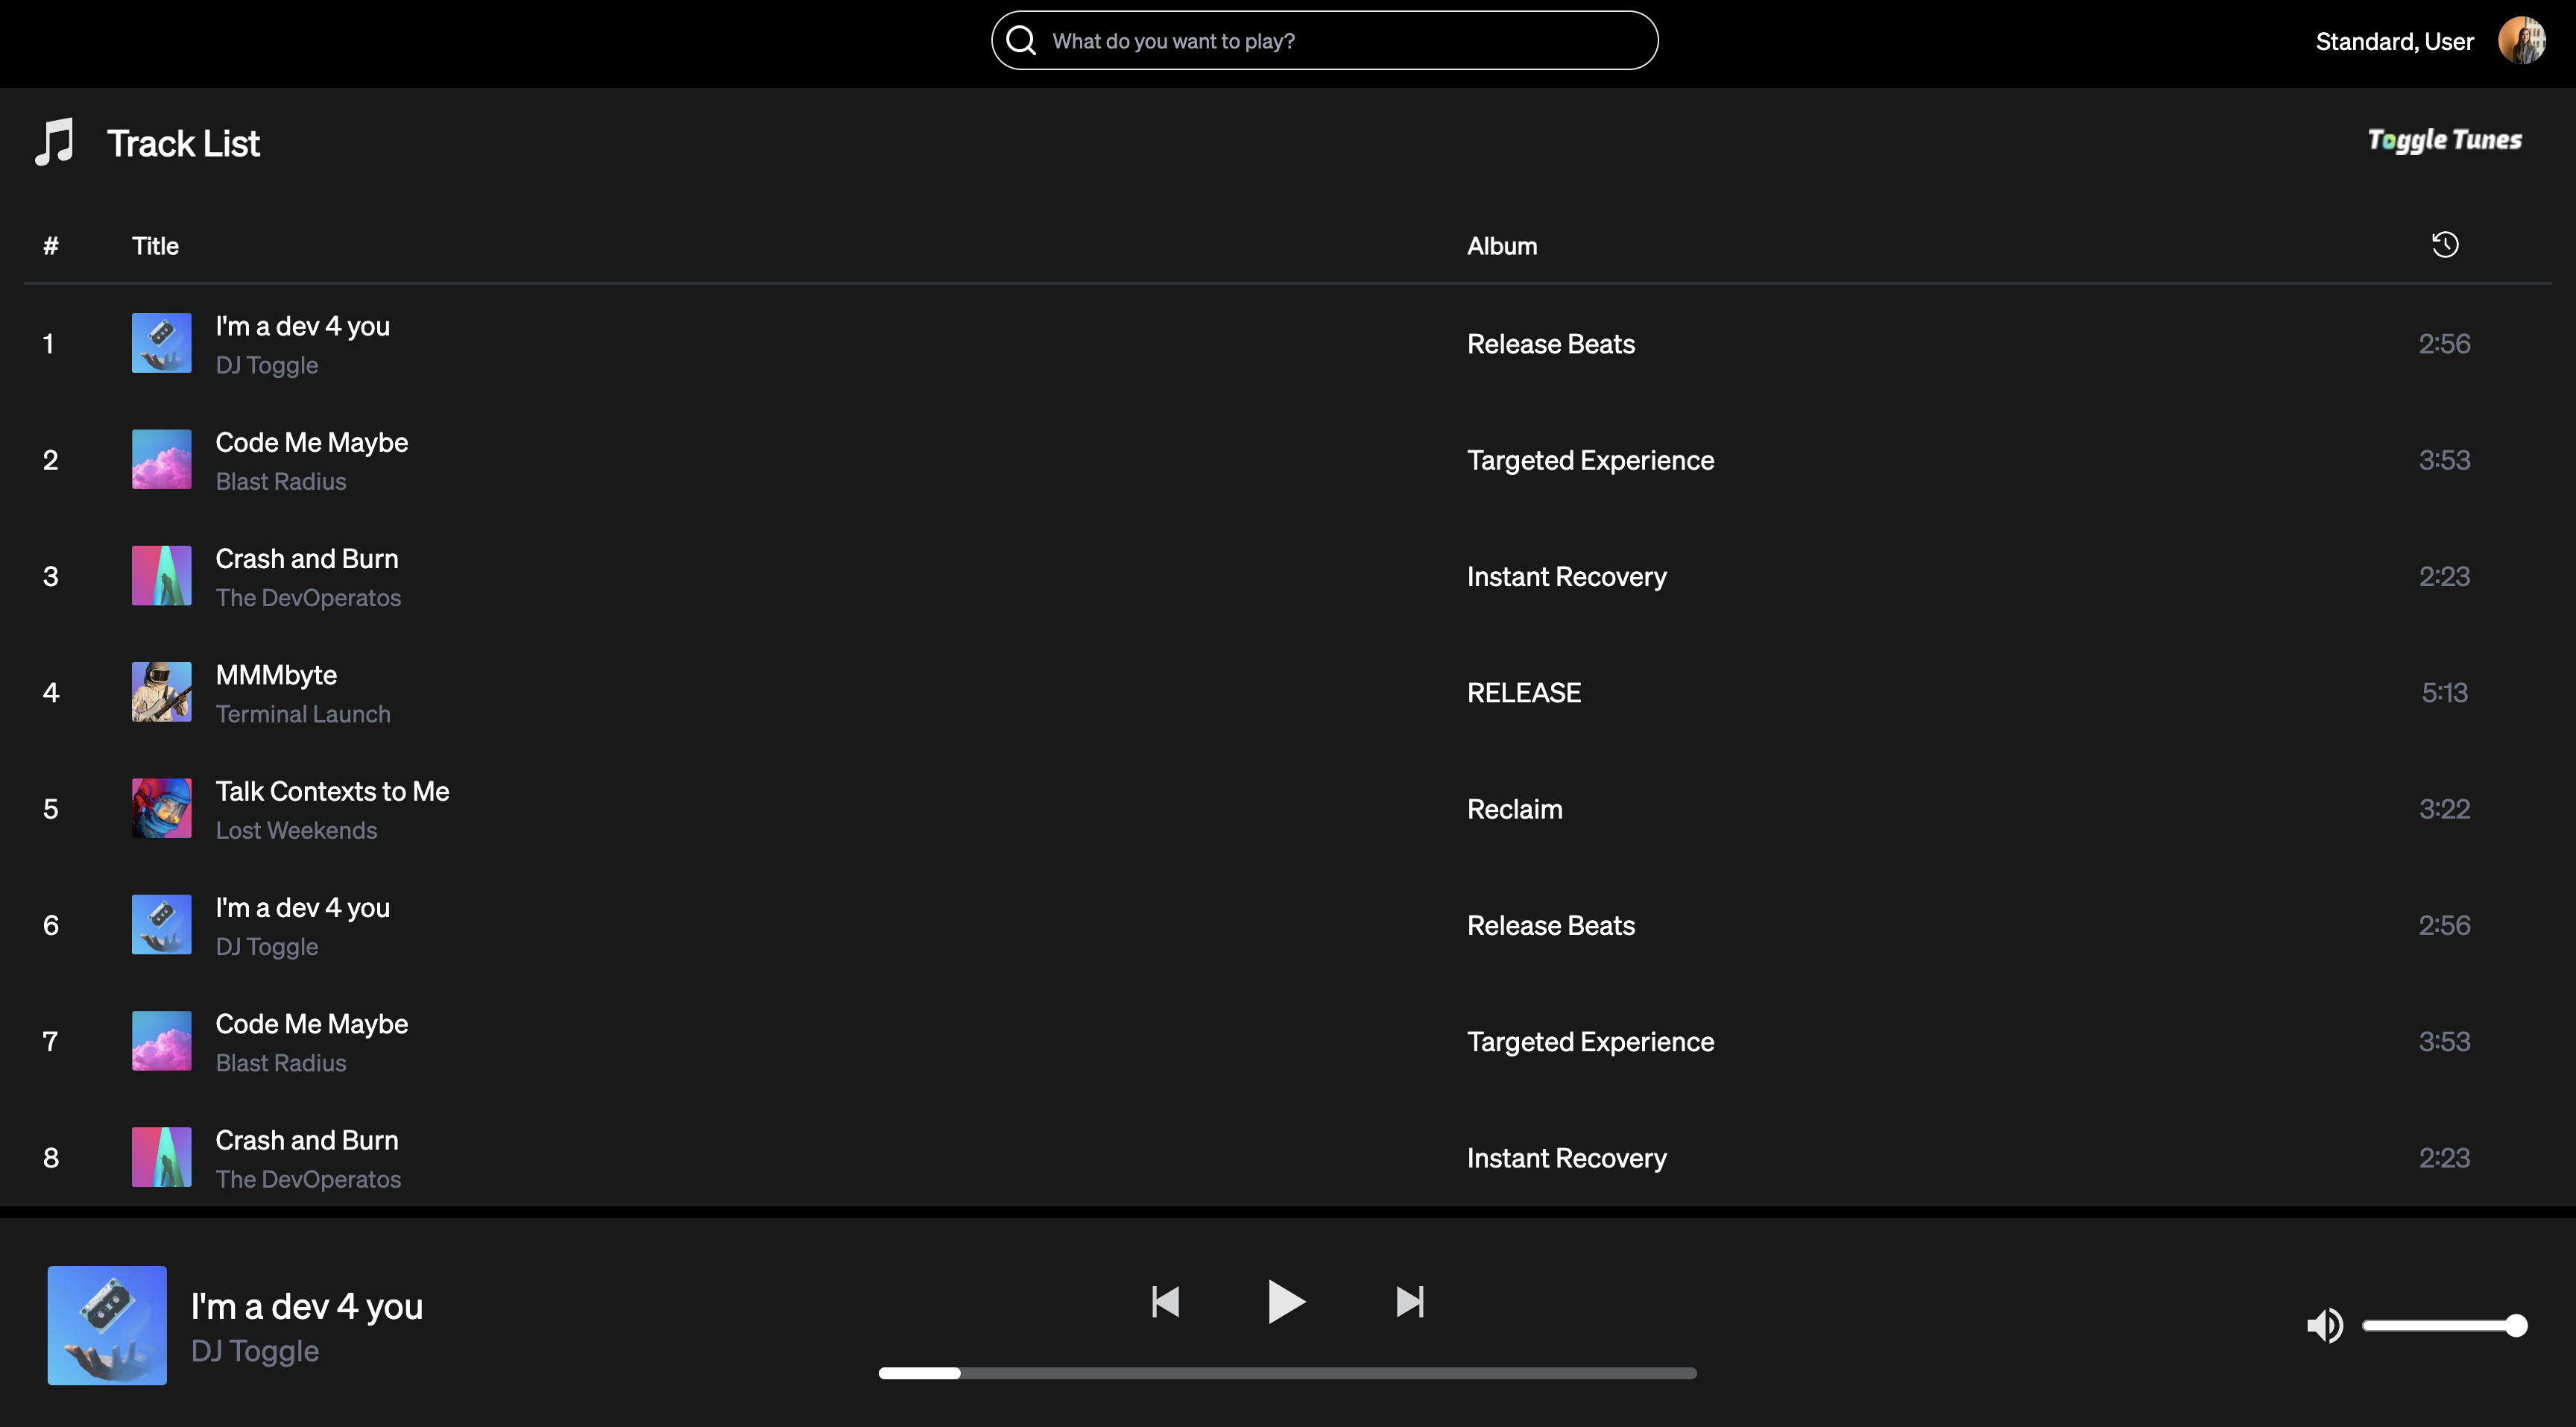 What do you want to play?
Standard, User
Track List
Toggle Tunes
# Title Album
1 I'm a dev 4 you Release Beats 2:56
DJ Toggle
2 Code Me Maybe Targeted Experience 3:53
Blast Radius
3 Crash and Burn Instant Recovery 2:23
The DevOperatos
4 MMMbyte RELEASE 5:13
Terminal Launch
5 Talk Contexts to Me Reclaim 3:22
Lost Weekends
6 I'm a dev 4 you Release Beats 2:56
DJ Toggle
7 Code Me Maybe Targeted Experience 3:53
Blast Radius
8 Crash and Burn Instant Recovery 2:23
The DevOperatos
I'm a dev 4 you
DJ Toggle